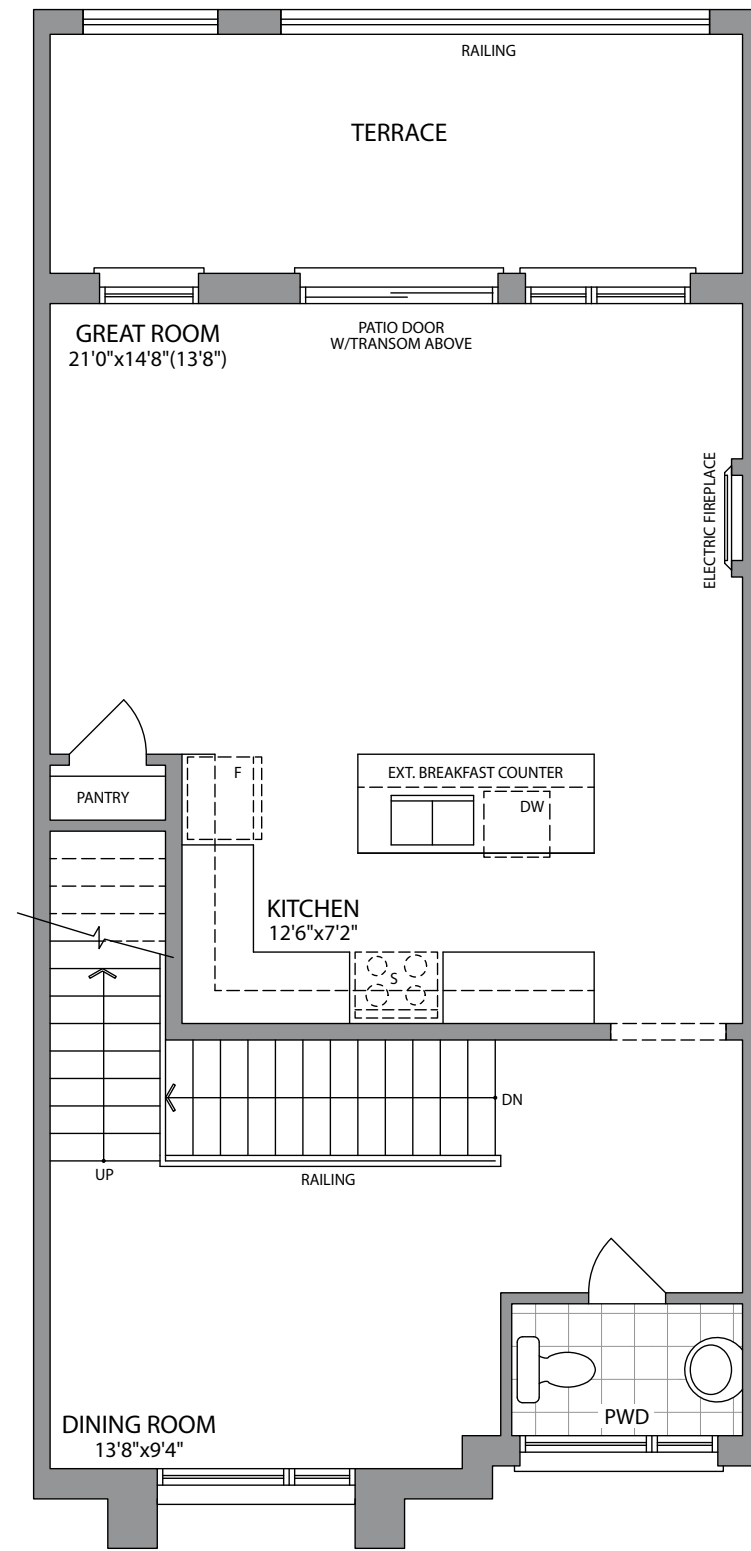 RAILING
TERRACE
GREAT ROOM
21'0"x14'8"(13'8")
PATIO DOOR
W/TRANSOM ABOVE
ELECTRIC FIREPLACE
PANTRY
F
EXT. BREAKFAST COUNTER
DW
KITCHEN
12'6"x7'2"
S
DN
UP
RAILING
DINING ROOM
13'8"x9'4"
PWD